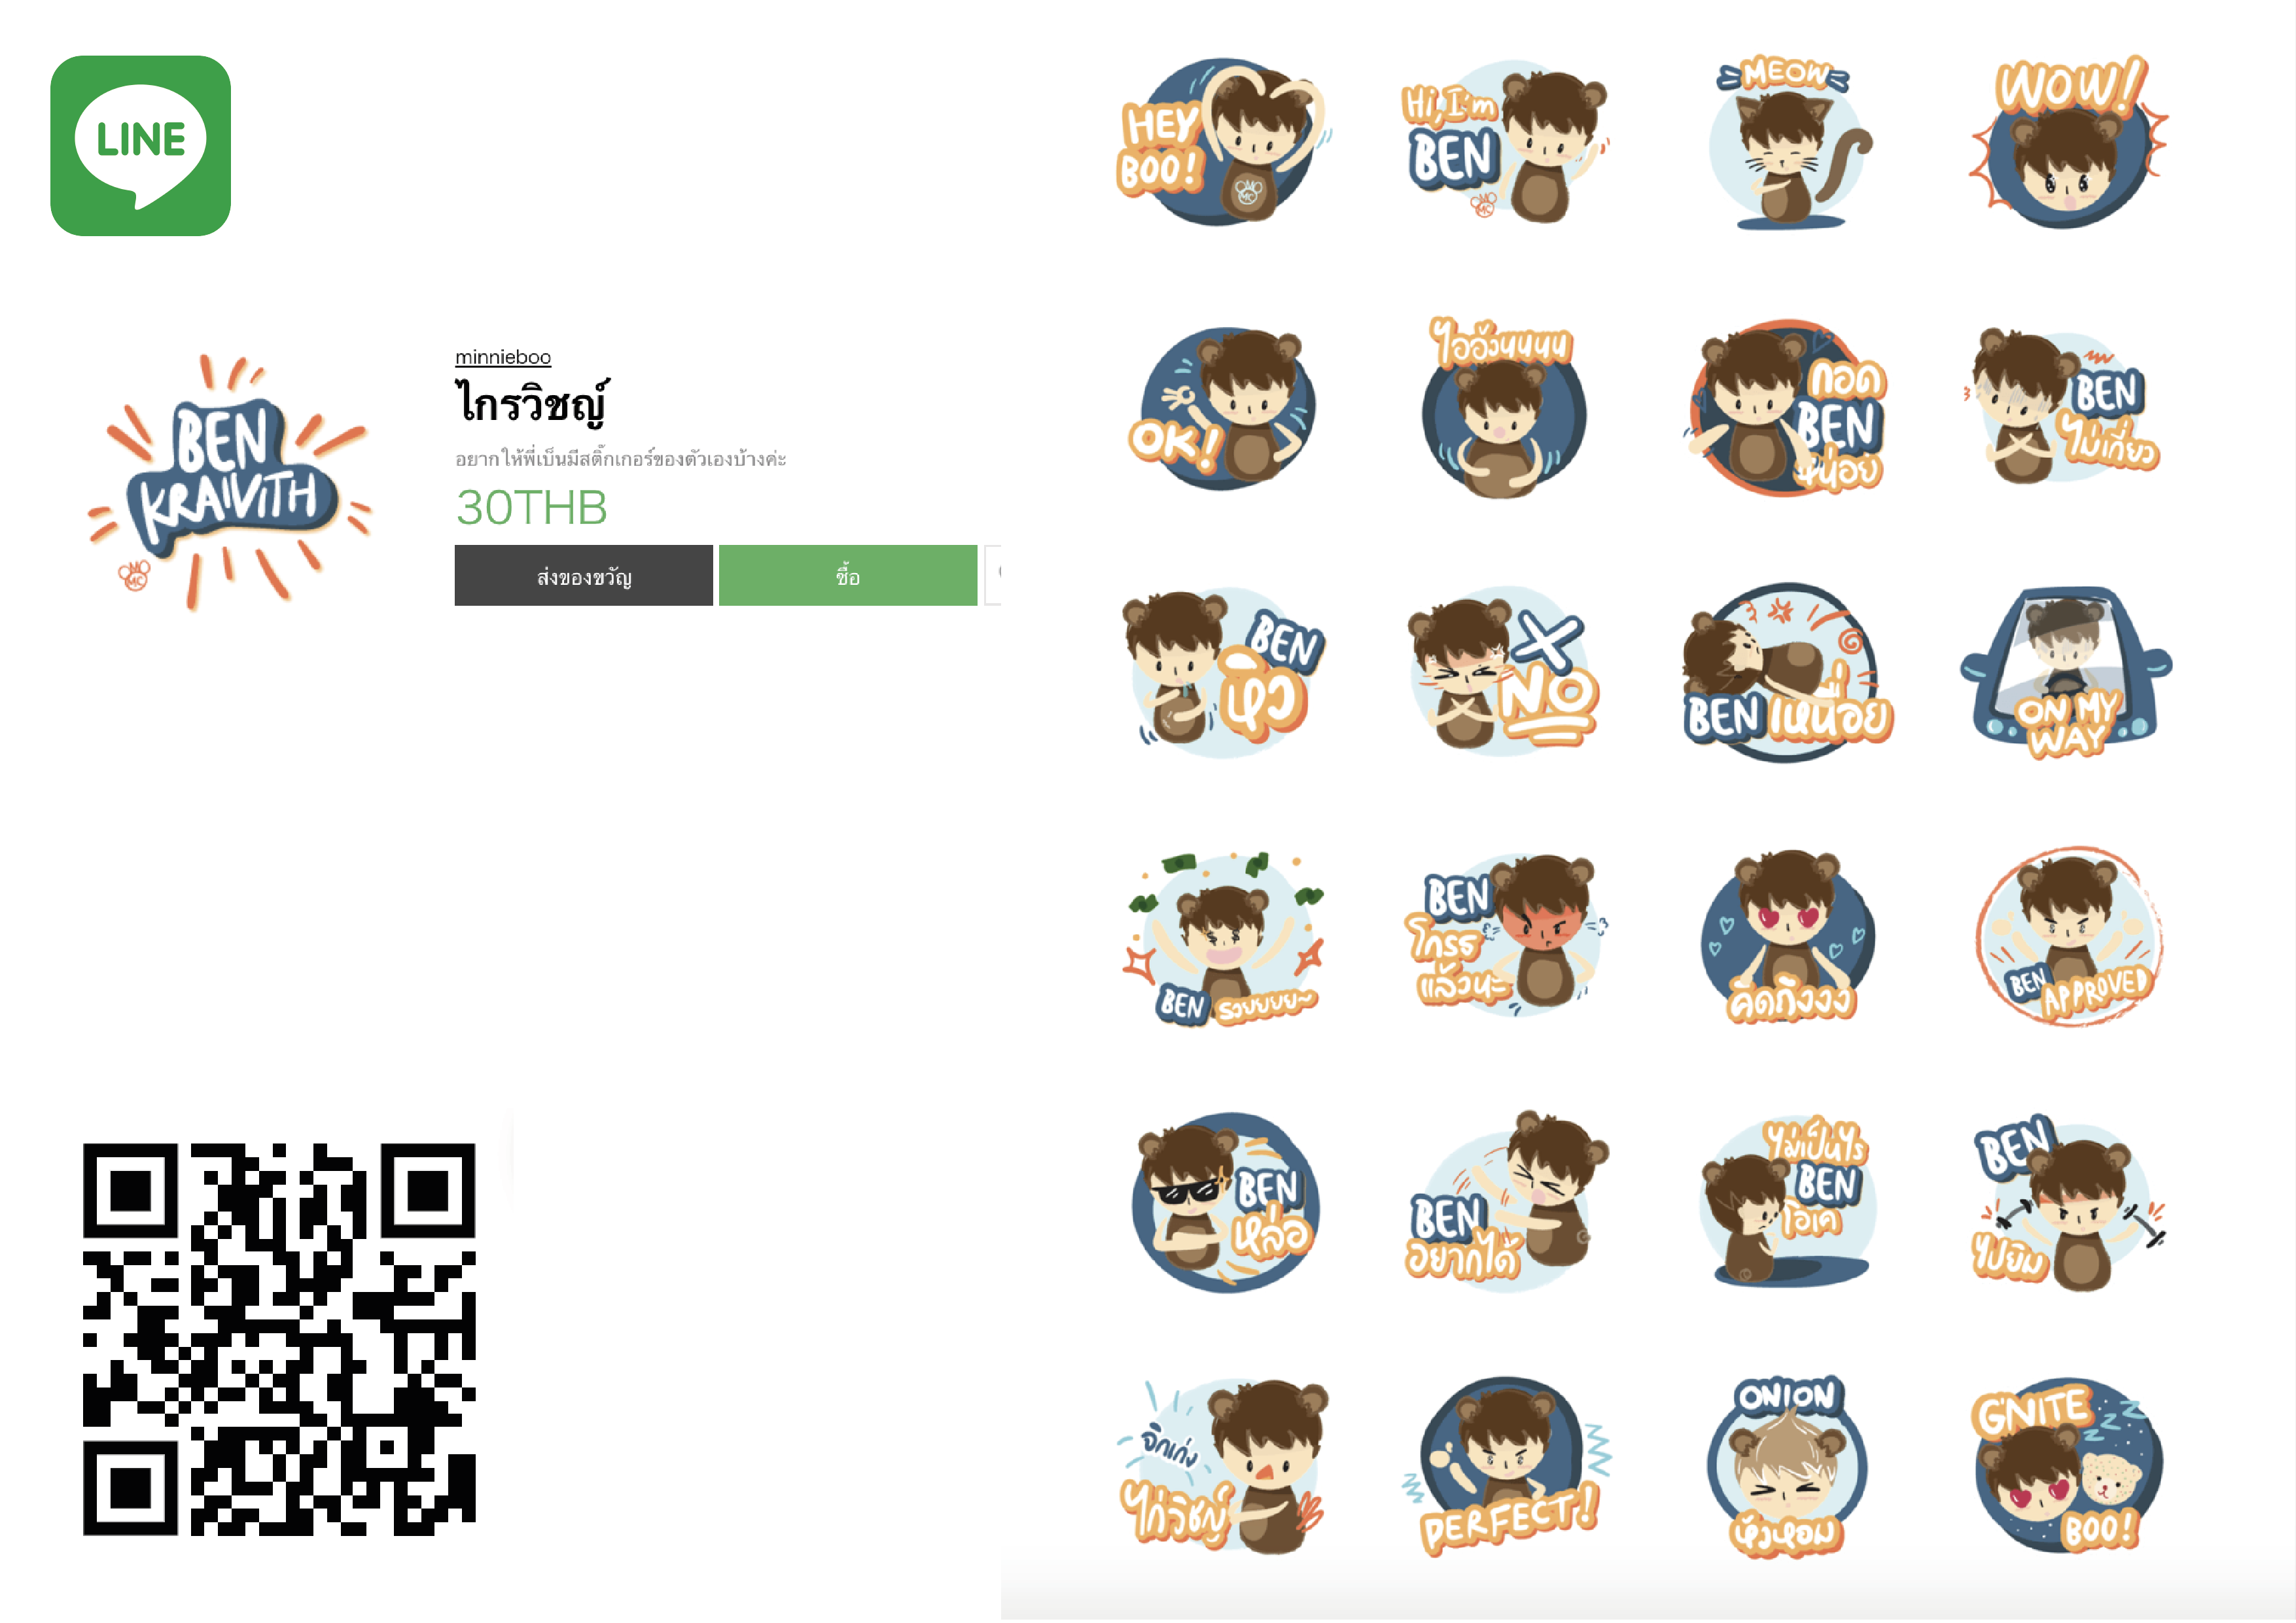 LINE
BEN
KRAIVITH
MC
minnieboo
ไกรวิชญ์
อยากให้พี่เบ็นมีสติ๊กเกอร์ของตัวเองบ้างค่ะ
30THB
ส่งของขวัญ
ซื้อ
HEY
BOO!
MC
Hi, I'm
BEN
MC
MEOW
WOW!
OK!
ไออ้วนนนน
กอด
BEN
หน่อย
BEN
ไม่เกี่ยว
BEN
หิว
NO
BEN เหนื่อย
ON MY
WAY
BEN รวยยยย~
BEN
โกรธ
แล้วนะ
คิดถึงงง
BEN APPROVED
BEN
หล่อ
BEN
อยากได้
ไม่เป็นไร
BEN
โอเค
BEN
ไปยิม
จิกเก่ง
ไก่วิชญ์
PERFECT!
ONION
หัวหอม
G'NITE
BOO!